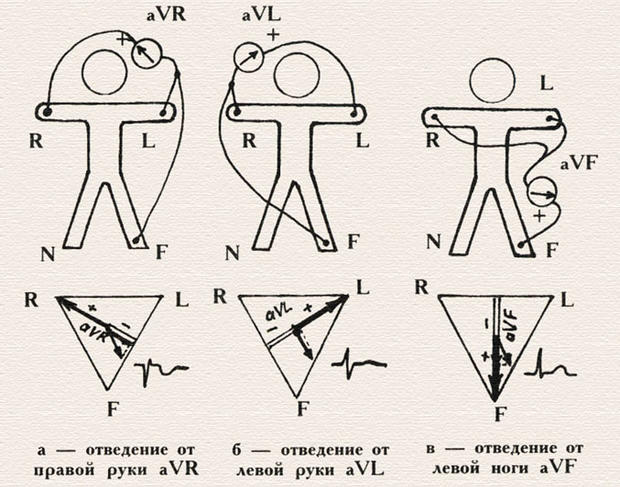 aVR
+
R
L
N
F
aVL
+
R
L
N
F
L
R
aVF
+
N
F
R
L
+
-
aVR
F
R
L
aVL
+
-
F
R
L
-
aVF
+
F
а — отведение от
правой руки aVR
б — отведение от
левой руки aVL
в — отведение от
левой ноги aVF